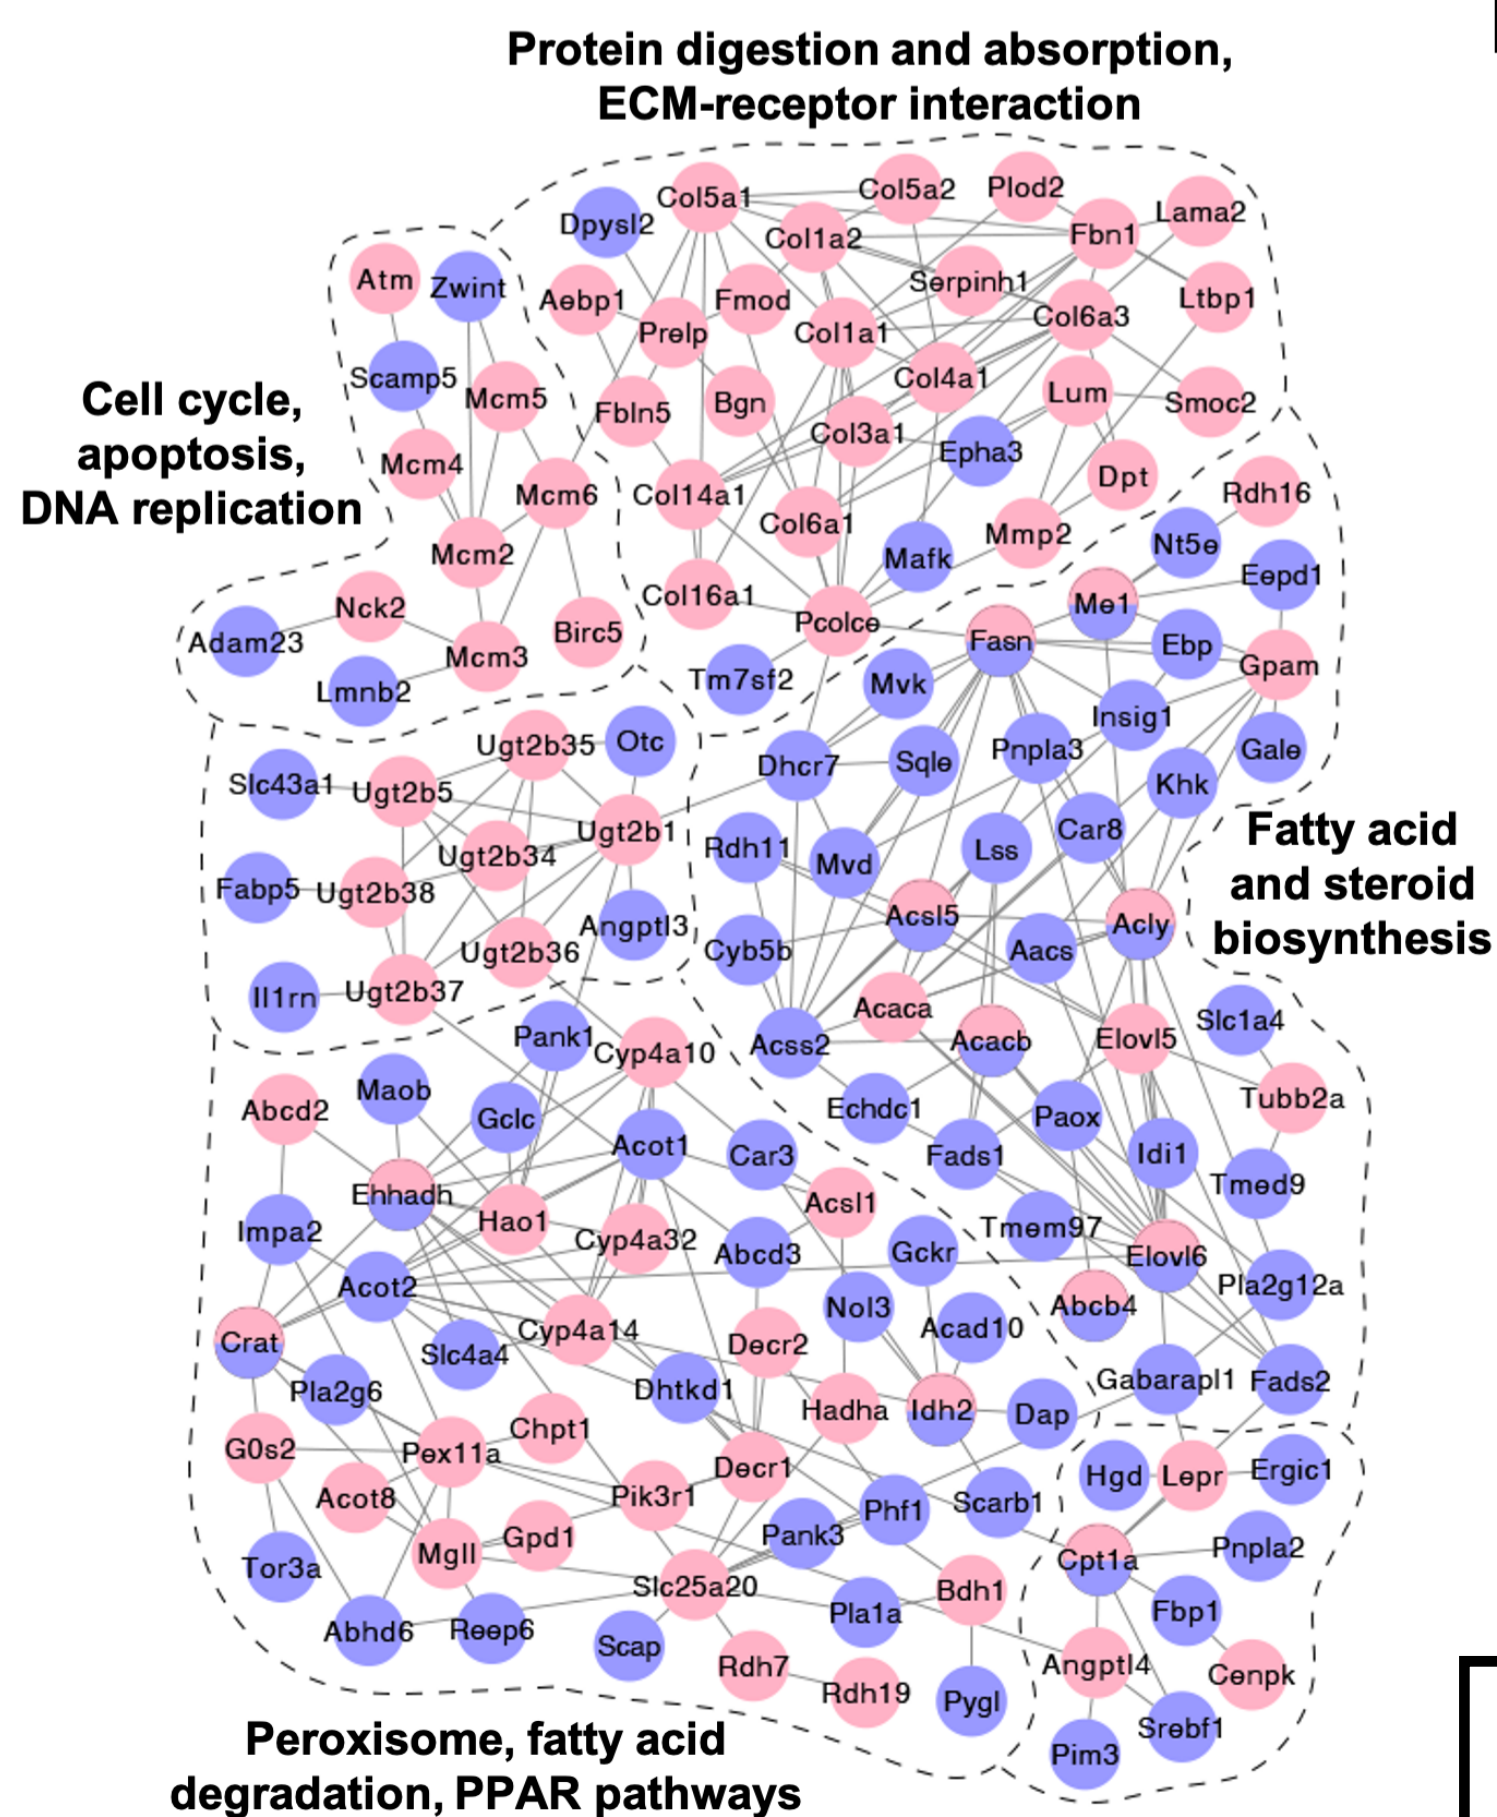 Protein digestion and absorption,
ECM-receptor interaction
Col5a1
Col5a2
Plod2
Lama2
Dpysl2
Col1a2
Fbn1
Atm
Zwint
Aebp1
Fmod
Serpinh1
Ltbp1
Prelp
Col1a1
Col6a3
Scamp5
Mcm5
Fbln5
Bgn
Col4a1
Lum
Smoc2
Cell cycle,
apoptosis,
DNA replication
Mcm4
Mcm6
Col14a1
Col3a1
Epha3
Dpt
Rdh16
Col6a1
Mmp2
Nt5e
Mcm2
Mafk
Eepd1
Nck2
Col16a1
Me1
Adam23
Birc5
Pcolce
Fasn
Ebp
Mcm3
Gpam
Lmnb2
Tm7sf2
Mvk
Insig1
Ugt2b35
Otc
Dhcr7
Sqle
Pnpla3
Gale
Slc43a1
Ugt2b5
Khk
Ugt2b1
Rdh11
Mvd
Lss
Car8
Fatty acid
and steroid
biosynthesis
Ugt2b34
Fabp5
Ugt2b38
Angptl3
Acsl5
Acly
Ugt2b36
Cyb5b
Aacs
Il1rn
Ugt2b37
Acaca
Pank1
Cyp4a10
Acss2
Acacb
Elovl5
Slc1a4
Abcd2
Maob
Gclc
Acot1
Car3
Echdc1
Paox
Tubb2a
Fads1
Idi1
Tmed9
Ehhadh
Hao1
Acsl1
Impa2
Cyp4a32
Abcd3
Gckr
Tmem97
Elovl6
Acot2
Nol3
Acad10
Abcb4
Pla2g12a
Crat
Slc4a4
Cyp4a14
Decr2
Pla2g6
Dhtkd1
Hadha
Idh2
Dap
Gabarapl1
Fads2
G0s2
Pex11a
Chpt1
Decr1
Hgd
Lepr
Ergic1
Acot8
Pik3r1
Phf1
Scarb1
Mgll
Gpd1
Pank3
Cpt1a
Pnpla2
Tor3a
Slc25a20
Bdh1
Abhd6
Reep6
Scap
Pla1a
Fbp1
Rdh7
Rdh19
Pygl
Angptl4
Cenpk
Pim3
Srebf1
Peroxisome, fatty acid
degradation, PPAR pathways